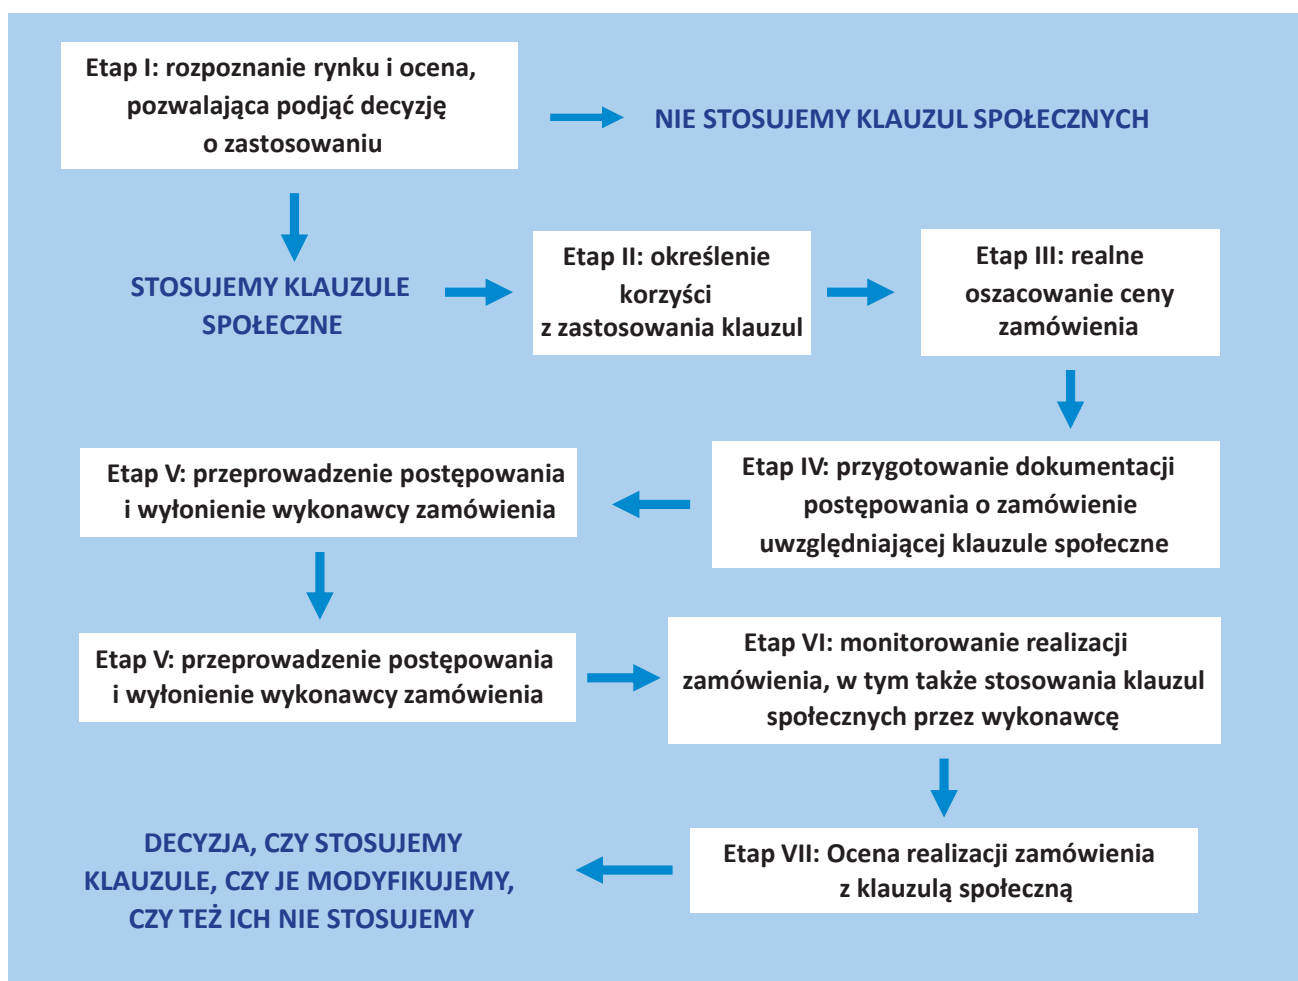 Etap I: rozpoznanie rynku i ocena,
pozwalająca podjąć decyzję
o zastosowaniu
NIE STOSUJEMY KLAUZUL SPOŁECZNYCH
STOSUJEMY KLAUZULE
SPOŁECZNE
Etap II: określenie
korzyści
z zastosowania klauzul
Etap III: realne
oszacowanie ceny
zamówienia
Etap IV: przygotowanie dokumentacji
postępowania o zamówienie
uwzględniającej klauzule społeczne
Etap V: przeprowadzenie postępowania
i wyłonienie wykonawcy zamówienia
Etap V: przeprowadzenie postępowania
i wyłonienie wykonawcy zamówienia
Etap VI: monitorowanie realizacji
zamówienia, w tym także stosowania klauzul
społecznych przez wykonawcę
Etap VII: Ocena realizacji zamówienia
z klauzulą społeczną
DECYZJA, CZY STOSUJEMY
KLAUZULE, CZY JE MODYFIKUJEMY,
CZY TEŻ ICH NIE STOSUJEMY